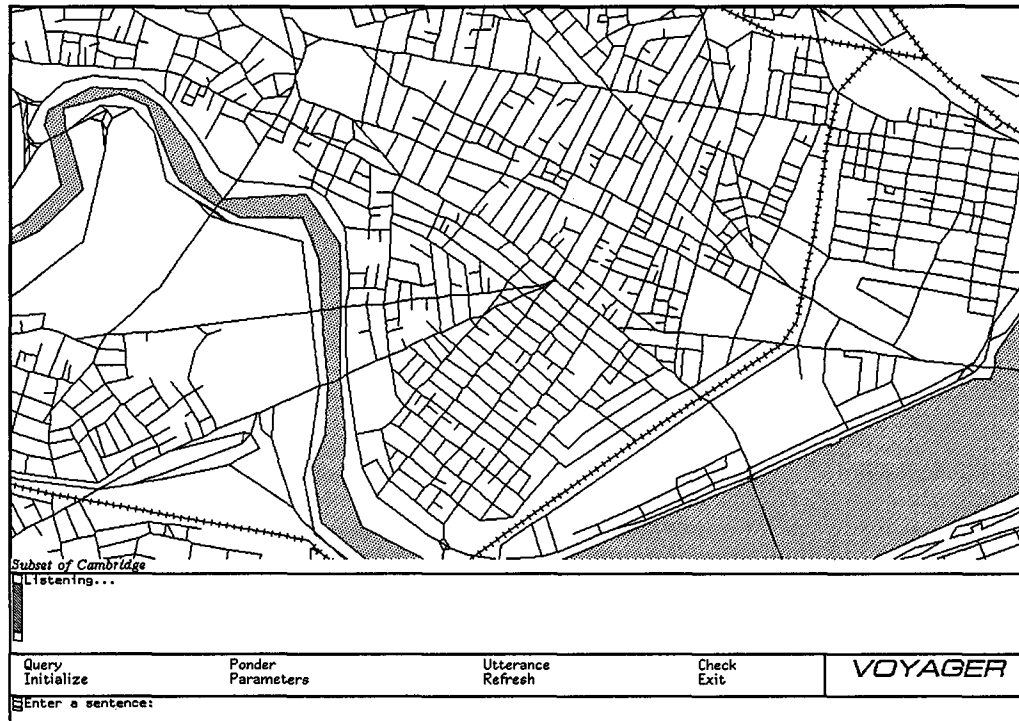 Subset of Cambridge
Listening...
Query Ponder Utterance Check
Initialize Parameters Refresh Exit
VOYAGER
Enter a sentence: